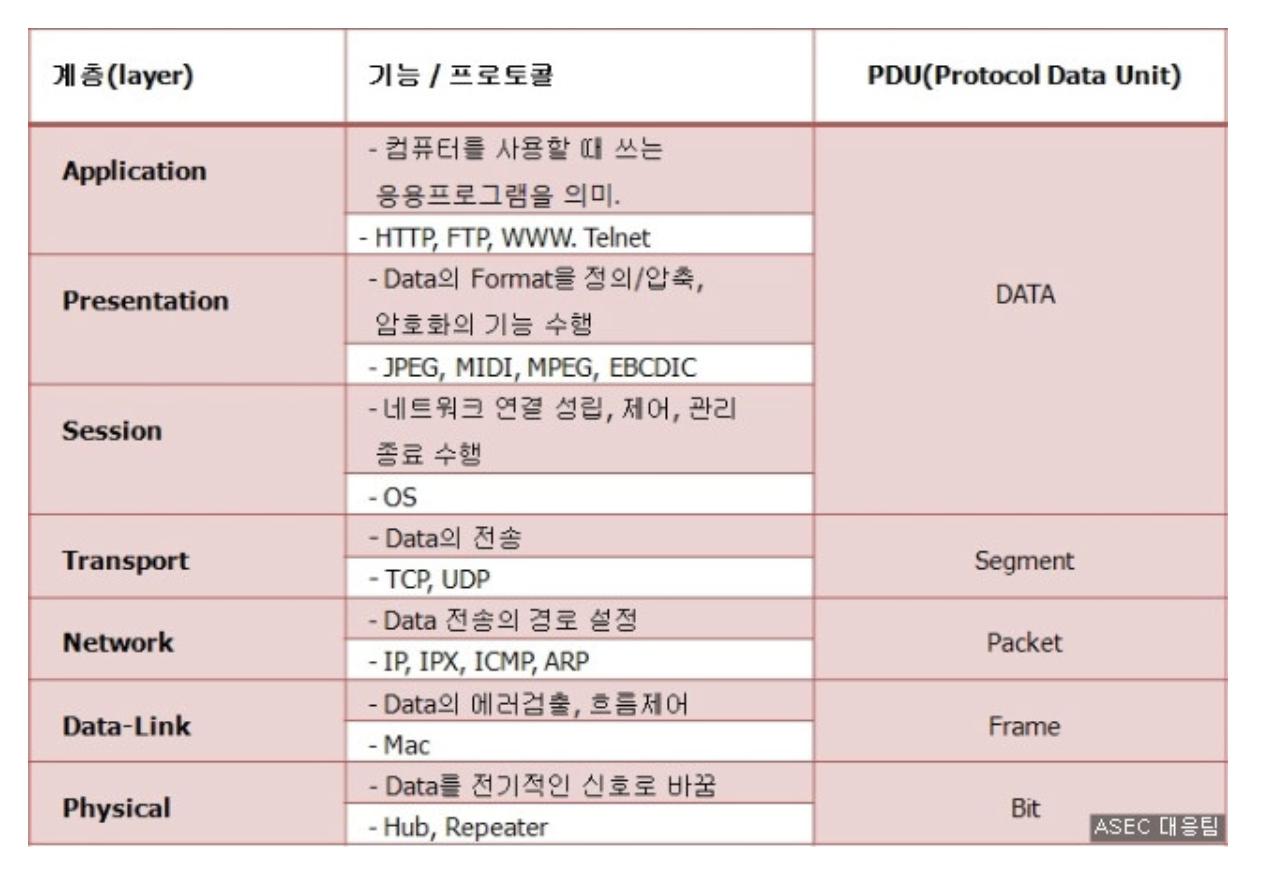 계층(layer)
기능 / 프로토콜
PDU(Protocol Data Unit)
Application
- 컴퓨터를 사용할 때 쓰는
응용프로그램을 의미.
- HTTP, FTP, WWW. Telnet
Presentation
- Data의 Format을 정의/압축,
암호화의 기능 수행
- JPEG, MIDI, MPEG, EBCDIC
DATA
Session
- 네트워크 연결 성립, 제어, 관리
종료 수행
- OS
Transport
- Data의 전송
- TCP, UDP
Segment
Network
- Data 전송의 경로 설정
- IP, IPX, ICMP, ARP
Packet
Data-Link
- Data의 에러검출, 흐름제어
- Mac
Frame
Physical
- Data를 전기적인 신호로 바꿈
- Hub, Repeater
Bit
ASEC 대응팀